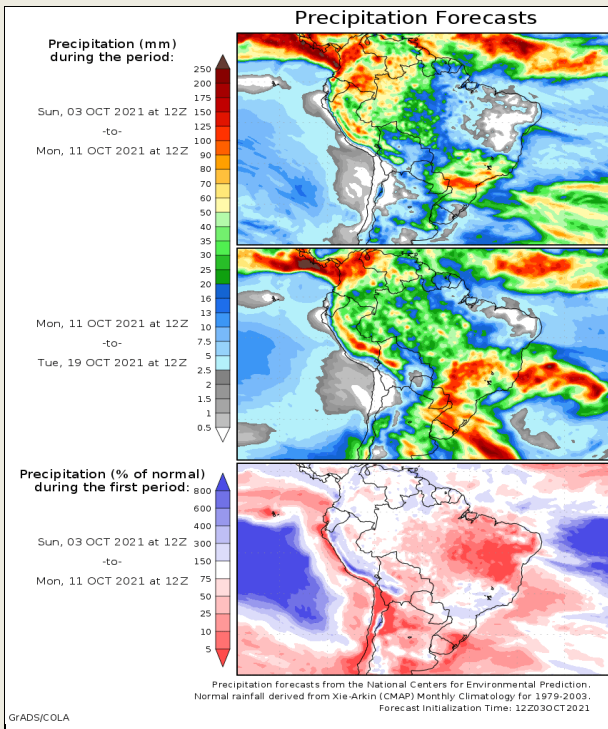 Precipitation Forecasts
Precipitation (mm)
during the period:
Sun, 03 OCT 2021 at 12Z
-to-
Mon, 11 OCT 2021 at 12Z
250
200
175
150
125
100
90
80
70
60
50
40
35
30
25
20
16
13
10
7.5
5
2.5
2
1.5
1
0.5
Mon, 11 OCT 2021 at 12Z
-to-
Tue, 19 OCT 2021 at 12Z
Precipitation (% of normal)
during the first period:
Sun, 03 OCT 2021 at 12Z
-to-
Mon, 11 OCT 2021 at 12Z
800
600
400
300
150
75
50
25
10
5
Precipitation forecasts from the National Centers for Environmental Prediction.
Normal rainfall derived from Xie-Arkin (CMAP) Monthly Climatology for 1979-2003.
Forecast Initialization Time: 12Z03OCT2021
GrADS/COLA